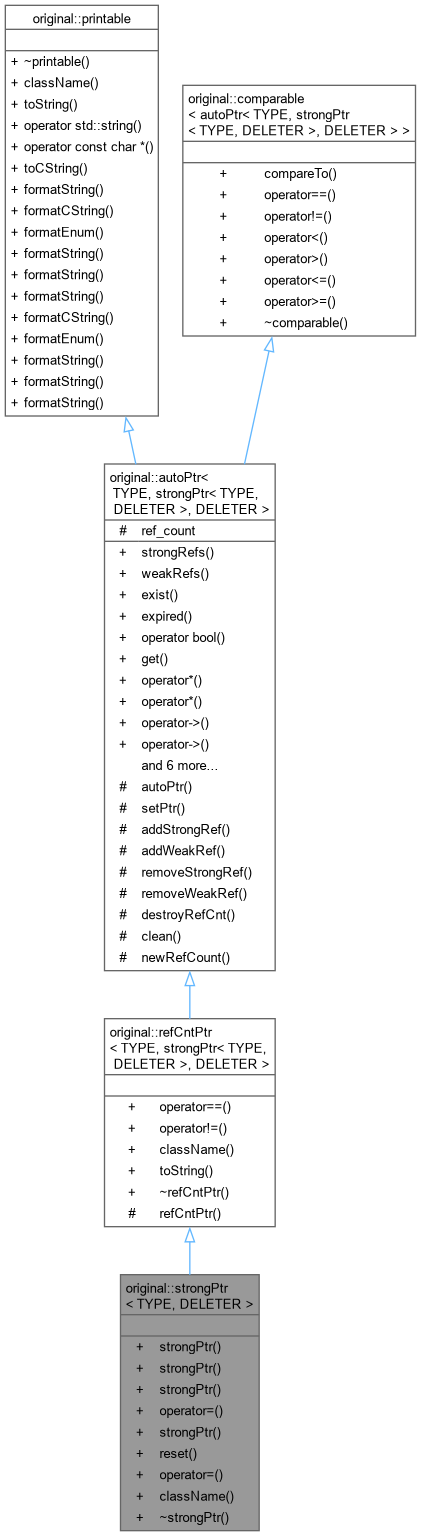 original::printable
+ ~printable()
+ className()
+ toString()
+ operator std::string()
+ operator const char *()
+ toCString()
+ formatString()
+ formatCString()
+ formatEnum()
+ formatString()
+ formatString()
+ formatString()
+ formatCString()
+ formatEnum()
+ formatString()
+ formatString()
+ formatString()
original::comparable
< autoPtr< TYPE, strongPtr
< TYPE, DELETER >, DELETER > >
+ compareTo()
+ operator==()
+ operator!=()
+ operator<()
+ operator>()
+ operator<=()
+ operator>=()
+ ~comparable()
original::autoPtr<
TYPE, strongPtr< TYPE,
DELETER >, DELETER >
# ref_count
+ strongRefs()
+ weakRefs()
+ exist()
+ expired()
+ operator bool()
+ get()
+ operator*()
+ operator*()
+ operator->()
+ operator->()
and 6 more...
# autoPtr()
# setPtr()
# addStrongRef()
# addWeakRef()
# removeStrongRef()
# removeWeakRef()
# destroyRefCnt()
# clean()
# newRefCount()
original::refCntPtr
< TYPE, strongPtr< TYPE,
DELETER >, DELETER >
+ operator==()
+ operator!=()
+ className()
+ toString()
+ ~refCntPtr()
# refCntPtr()
original::strongPtr
< TYPE, DELETER >
+ strongPtr()
+ strongPtr()
+ strongPtr()
+ operator=()
+ strongPtr()
+ reset()
+ operator=()
+ className()
+ ~strongPtr()